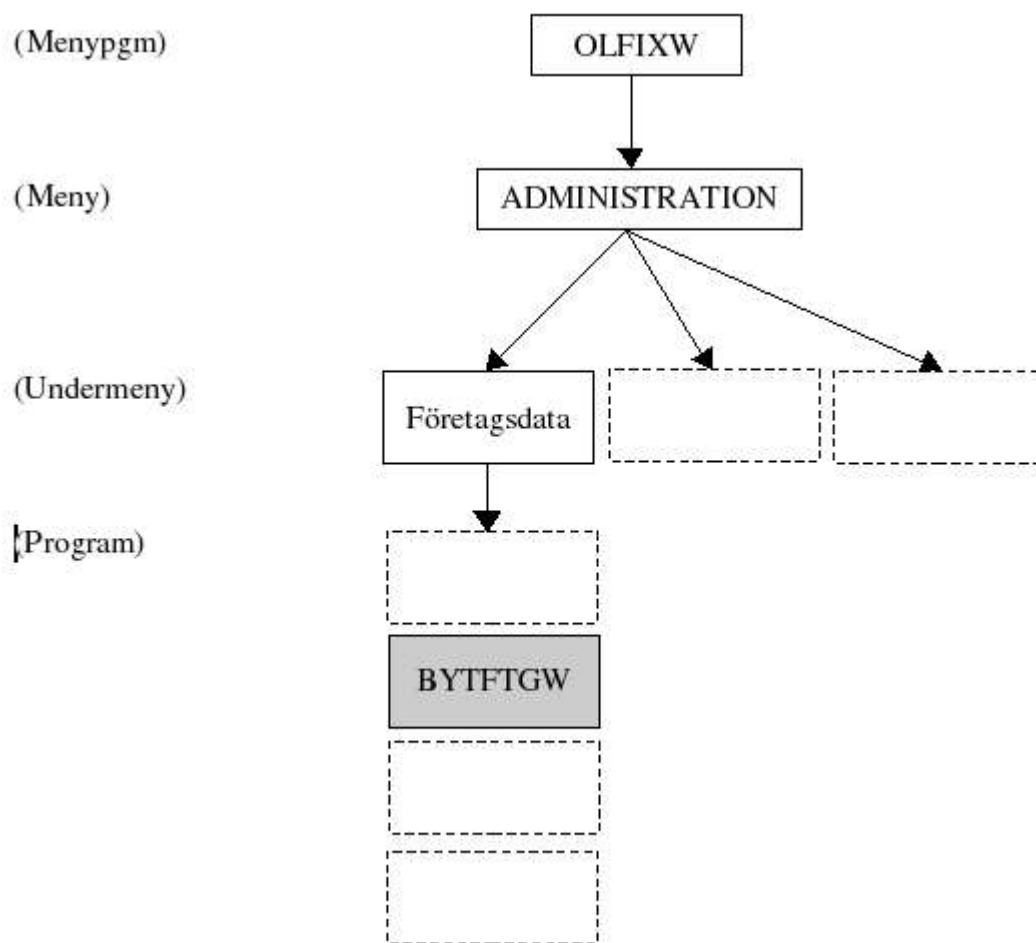 (Menypgm)
OLFIXW
(Meny)
ADMINISTRATION
(Undermeny)
Företagsdata
(Program)
BYTFTGW